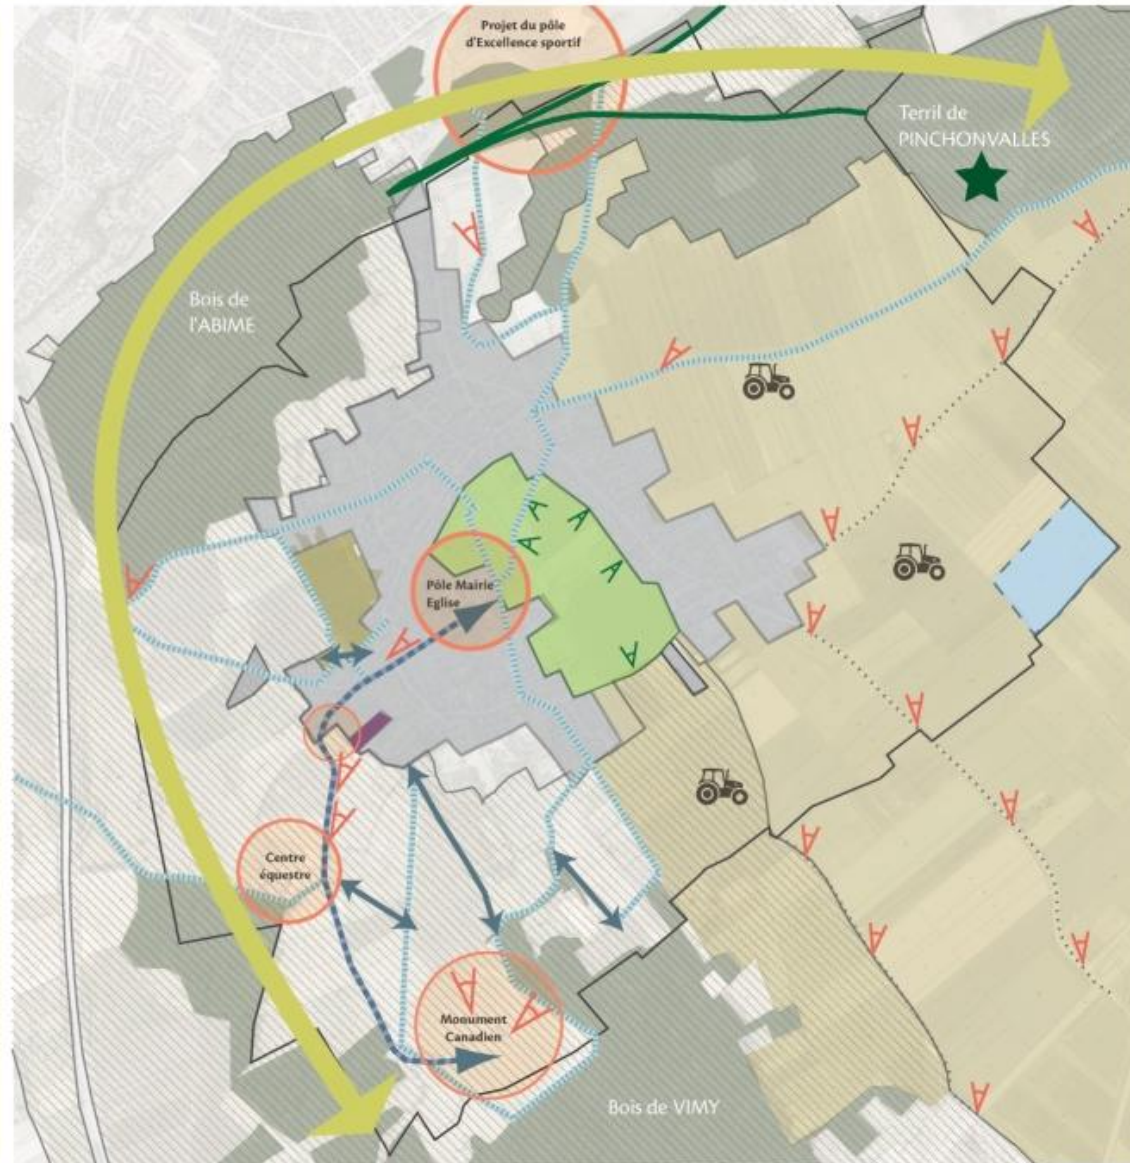 Projet du pôle
d'Excellence sportif
Terril de
PINCHONVALLES
Bois de
l'ABIME
Pôle Mairie
Eglise
Centre
équestre
Monument
Canadien
Bois de VIMY